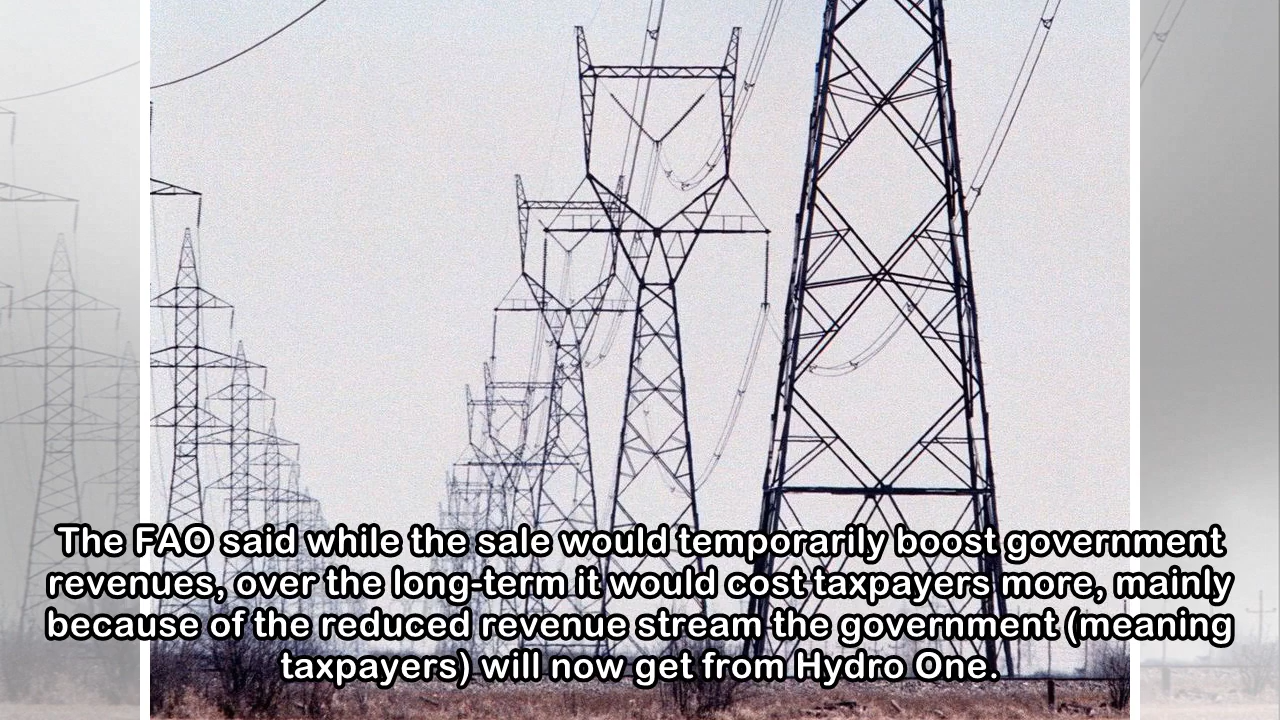 The FAO said while the sale would temporarily boost government
revenues, over the long-term it would cost taxpayers more, mainly
because of the reduced revenue stream the government (meaning
taxpayers) will now get from Hydro One.